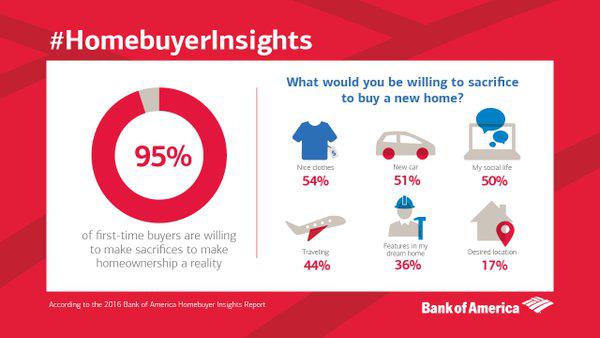 #HomebuyerInsights
95%
of first-time buyers are willing
to make sacrifices to make
homeownership a reality
What would you be willing to sacrifice
to buy a new home?
Nice clothes
54%
New car
51%
My social life
50%
Traveling
44%
Features in my
dream home
36%
Desired location
17%
According to the 2016 Bank of America Homebuyer Insights Report
Bank of America